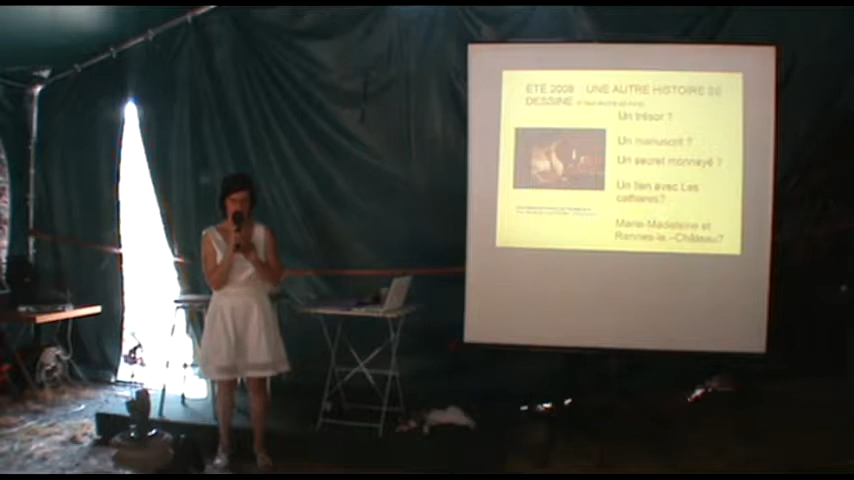 ETE 2008 : UNE AUTRE HISTOIRE SE
DESSINE
Un trésor ?
Un manuscrit ?
Un secret monnayé ?
Un lien avec Les
cathares?
Marie-Madeleine et
Rennes-le-Château?